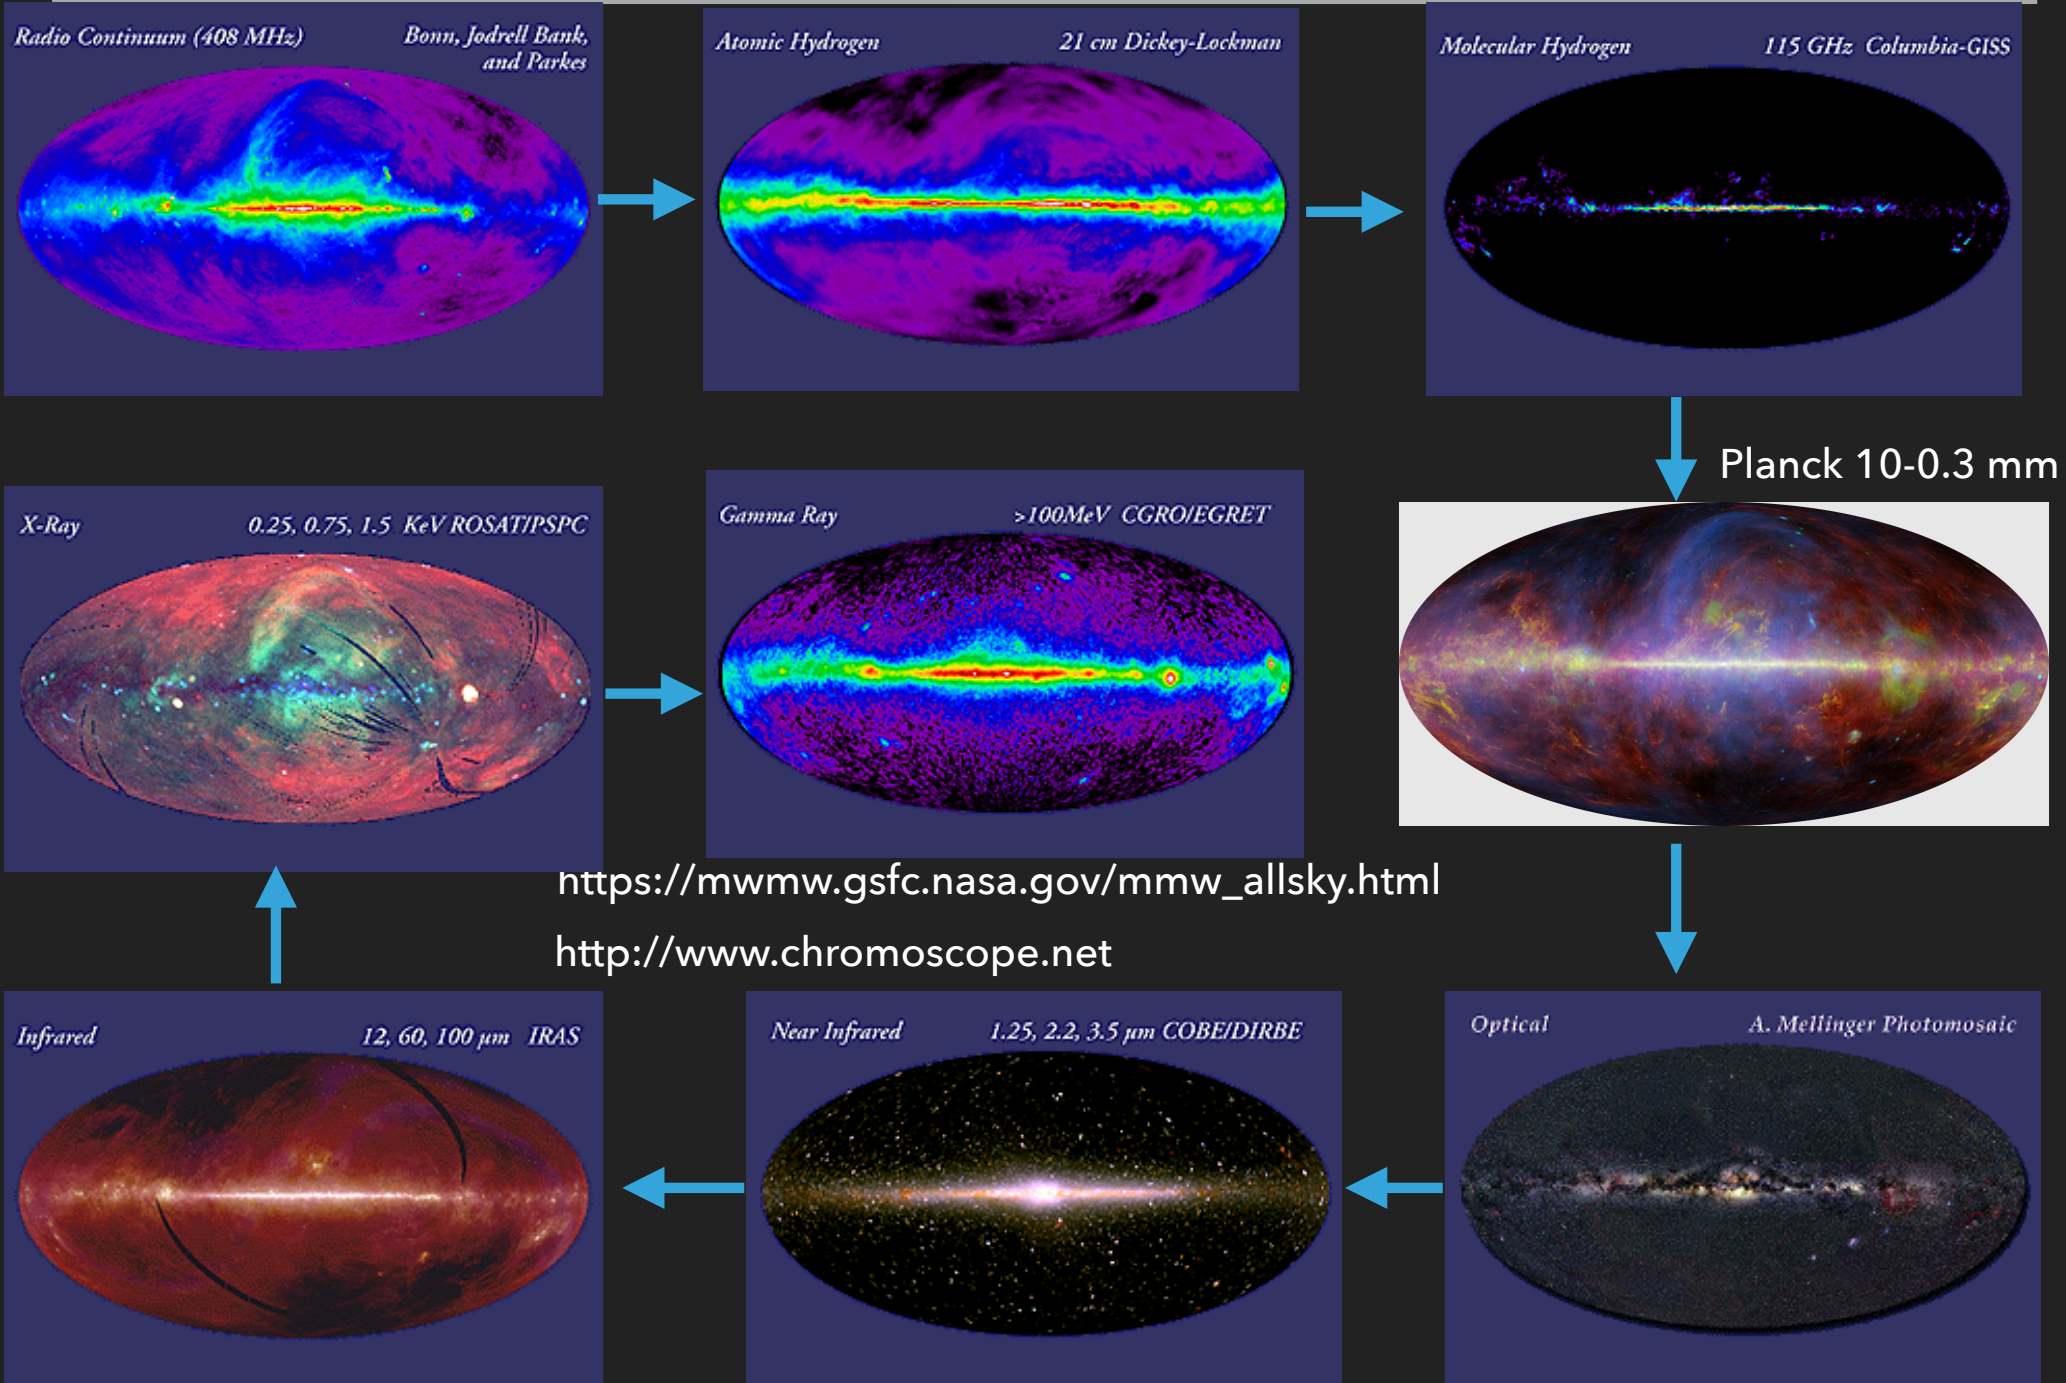 Radio Continuum (408 MHz)
Bonn, Jodrell Bank,
and Parkes
Atomic Hydrogen
21 cm Dickey-Lockman
Molecular Hydrogen
115 GHz Columbia-GISS
Planck 10-0.3 mm
X-Ray
0.25, 0.75, 1.5 KeV ROSAT/PSPC
Gamma Ray
>100MeV CGRO/EGRET
https://mwmw.gsfc.nasa.gov/mmw_allsky.html
http://www.chromoscope.net
Infrared
12, 60, 100 μm IRAS
Near Infrared
1.25, 2.2, 3.5 μm COBE/DIRBE
Optical
A. Mellinger Photomosaic